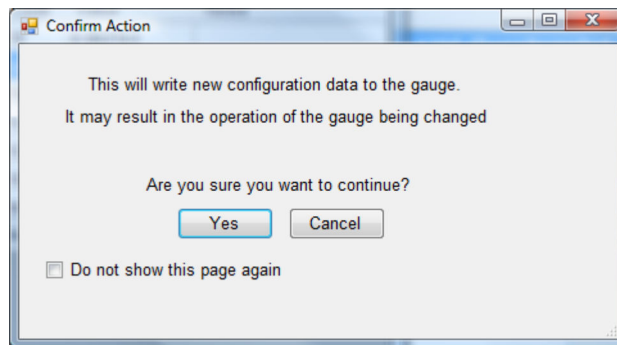 Confirm Action
This will write new configuration data to the gauge.
It may result in the operation of the gauge being changed
Are you sure you want to continue?
Yes Cancel
Do not show this page again